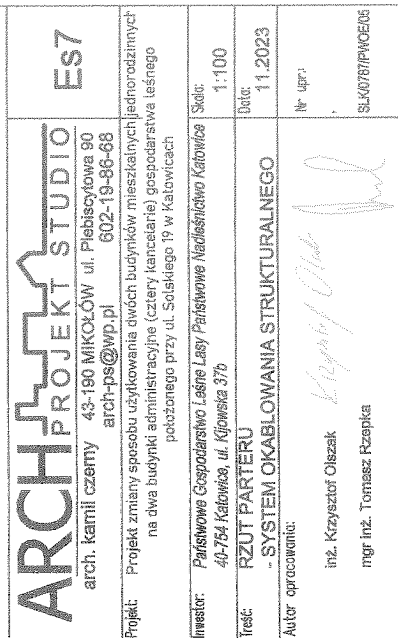 ARCH PROJEKT STUDIO
Es7
arch. kamil czerny 43-190 MIKOŁÓW ul. Plebiscytowa 90
602-19-86-68
arch-ps@wp.pl
Projekt: Projekt zmiany sposobu użytkowania dwóch budynków mieszkalnych jednorodzinnych
na dwa budynki administracyjne (cztery kancelarie) gospodarstwa leśnego
położonego przy ul. Solskiego 19 w Katowicach
Inwestor: Państwowe Gospodarstwo Leśne Lasy Państwowe Nadleśnictwo Katowice
40-754 Katowice, ul. Kijowska 37b
Skala:
1:100
Treść: RZUT PARTERU
- SYSTEM OKABLOWANIA STRUKTURALNEGO
Data:
11.2023
Autor opracowania:
Nr upr.:
inż. Krzysztof Olszak
Krzysztof Olszak
mgr inż. Tomasz Rzepka
SLK/0787/PWOE/05